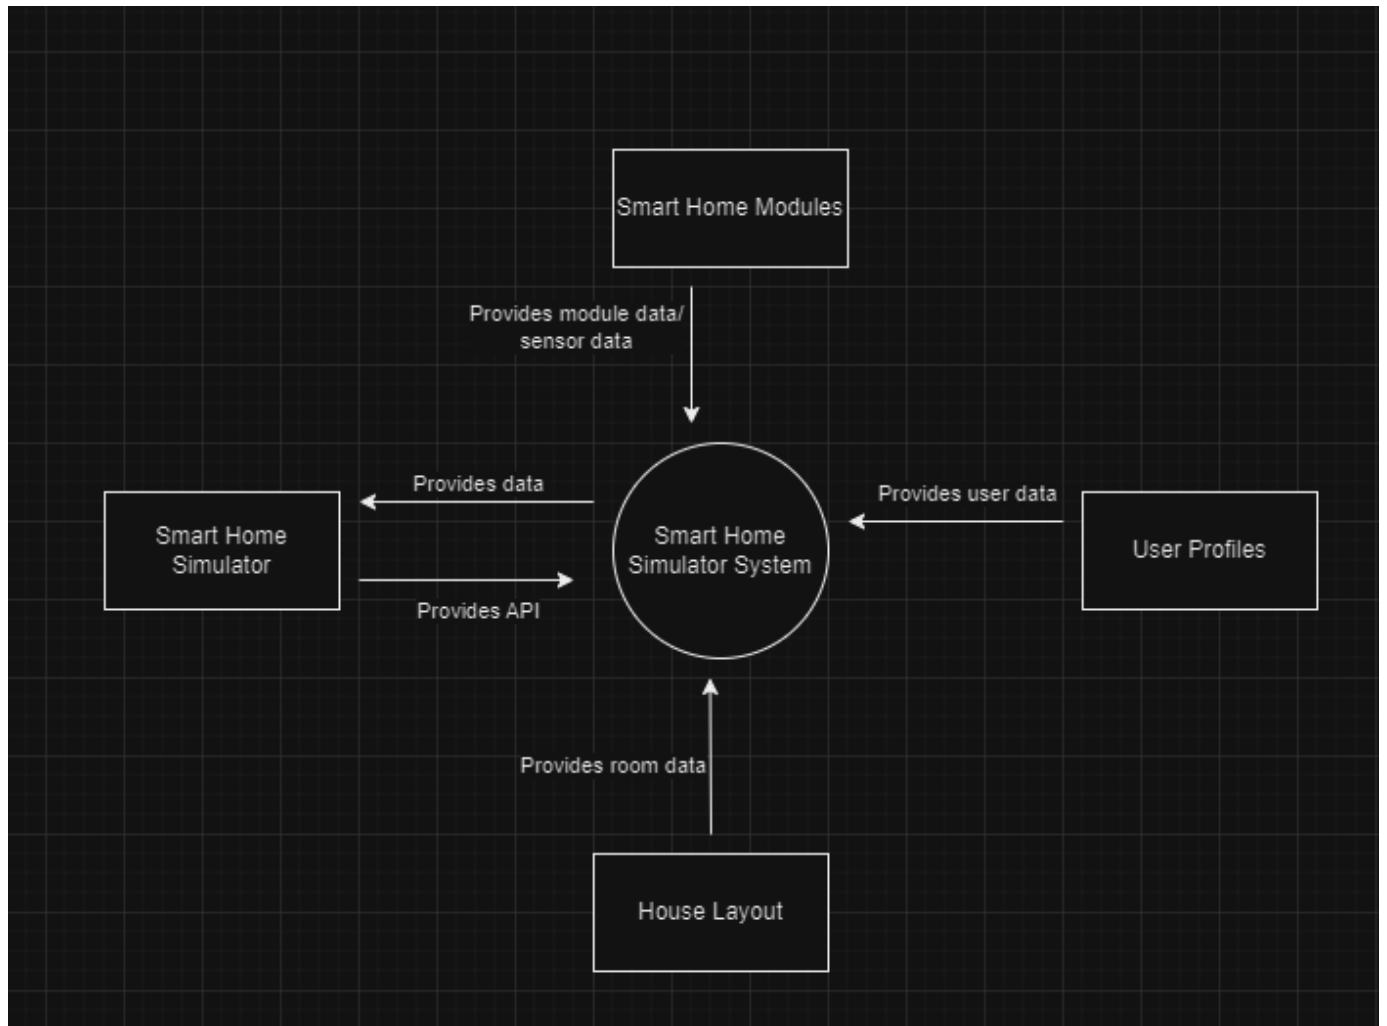 Smart Home Modules
Provides module data/
sensor data
Provides data
Provides user data
Smart Home
Simulator
Smart Home
Simulator System
User Profiles
Provides API
Provides room data
House Layout